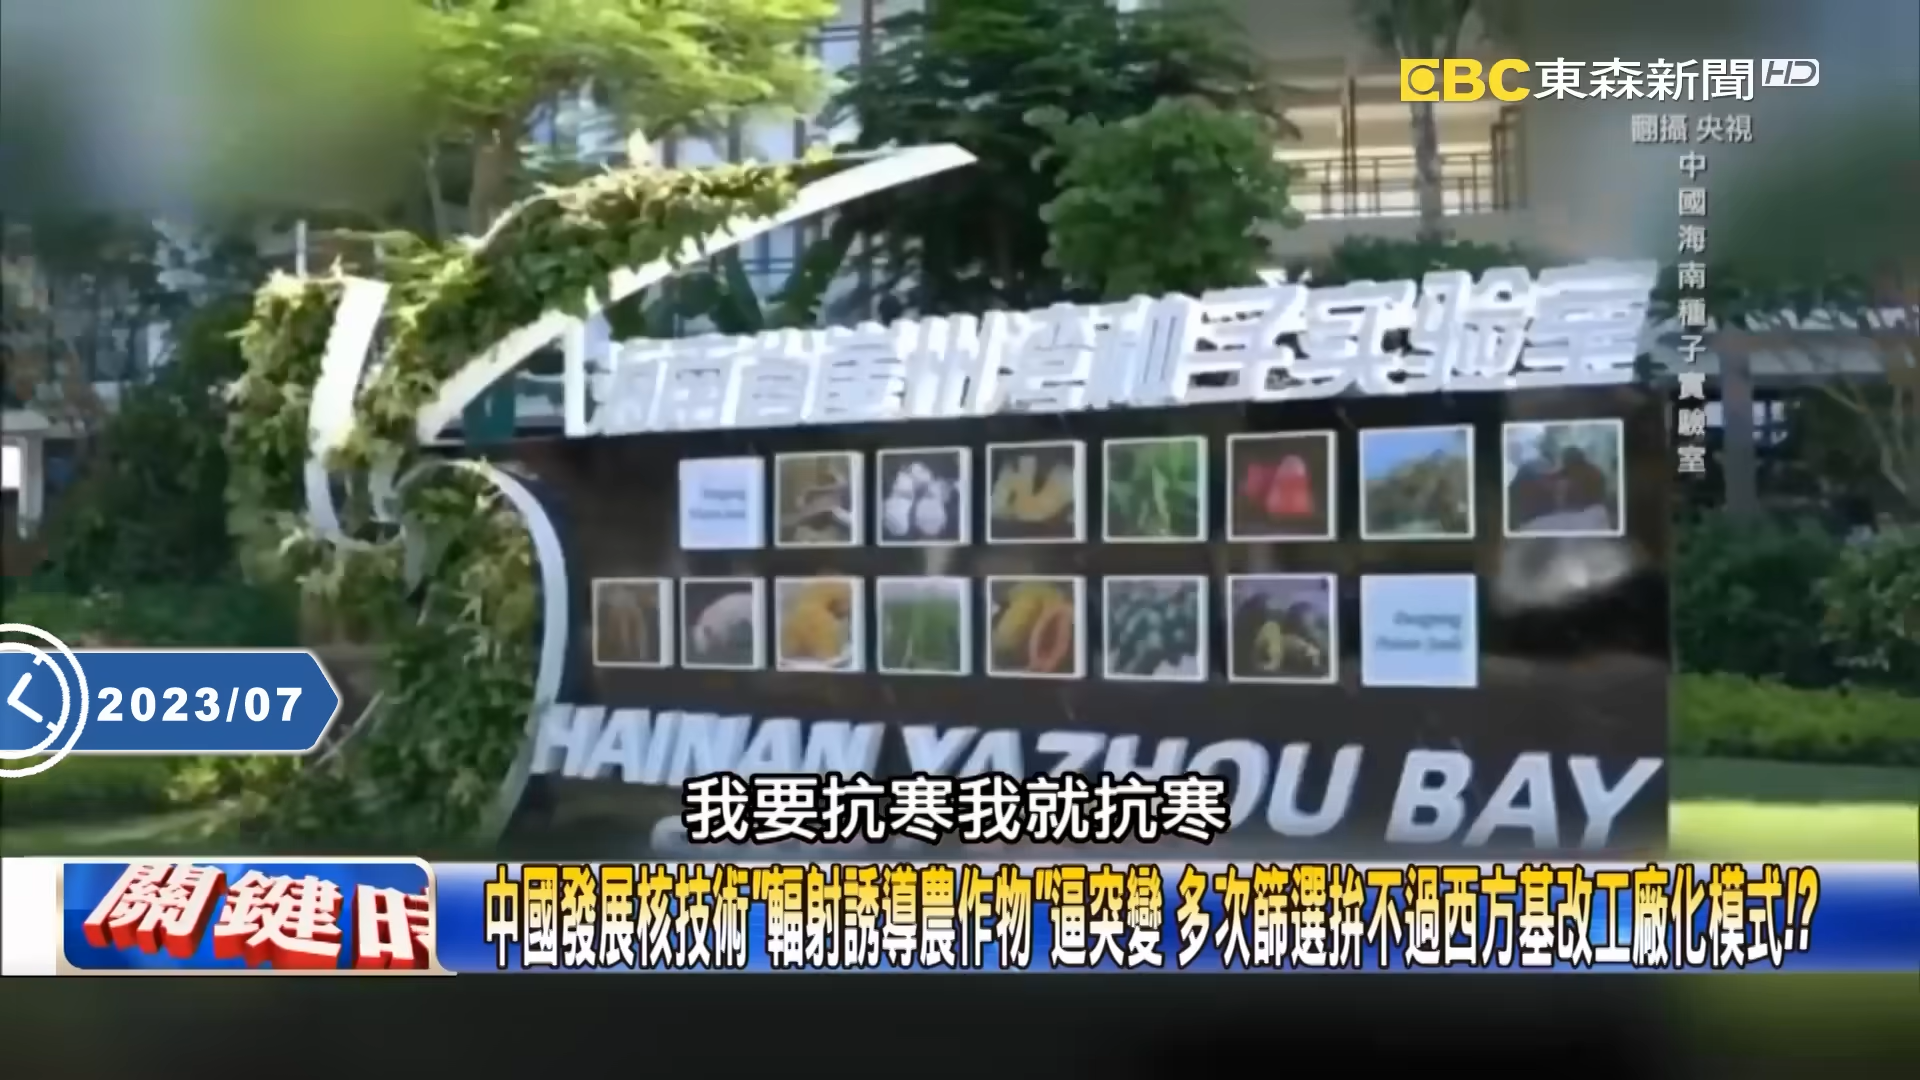 EBC東森新聞HD
翻攝 央視
中國海南種子實驗室
海南省崖州湾种子实验室
2023/07
HAINAN YAZHOU BAY
我要抗寒我就抗寒
關鍵時
中國發展核技術"輻射誘導農作物"逼突變 多次篩選拚不過西方基改工廠化模式!?